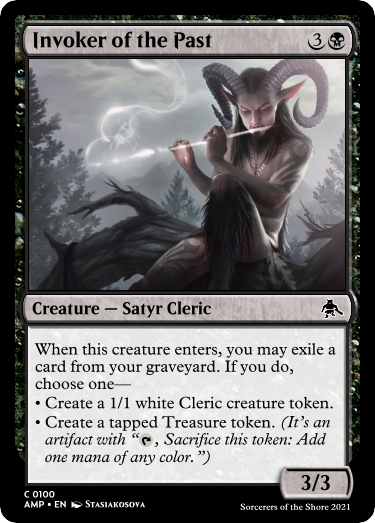 Invoker of the Past 3
Creature — Satyr Cleric
When this creature enters, you may exile a
card from your graveyard. If you do,
choose one—
• Create a 1/1 white Cleric creature token.
• Create a tapped Treasure token. (It's an
artifact with “, Sacrifice this token: Add
one mana of any color.”)
3/3
C 0100
AMP • EN Stasiakosova
Sorcerers of the Shore 2021